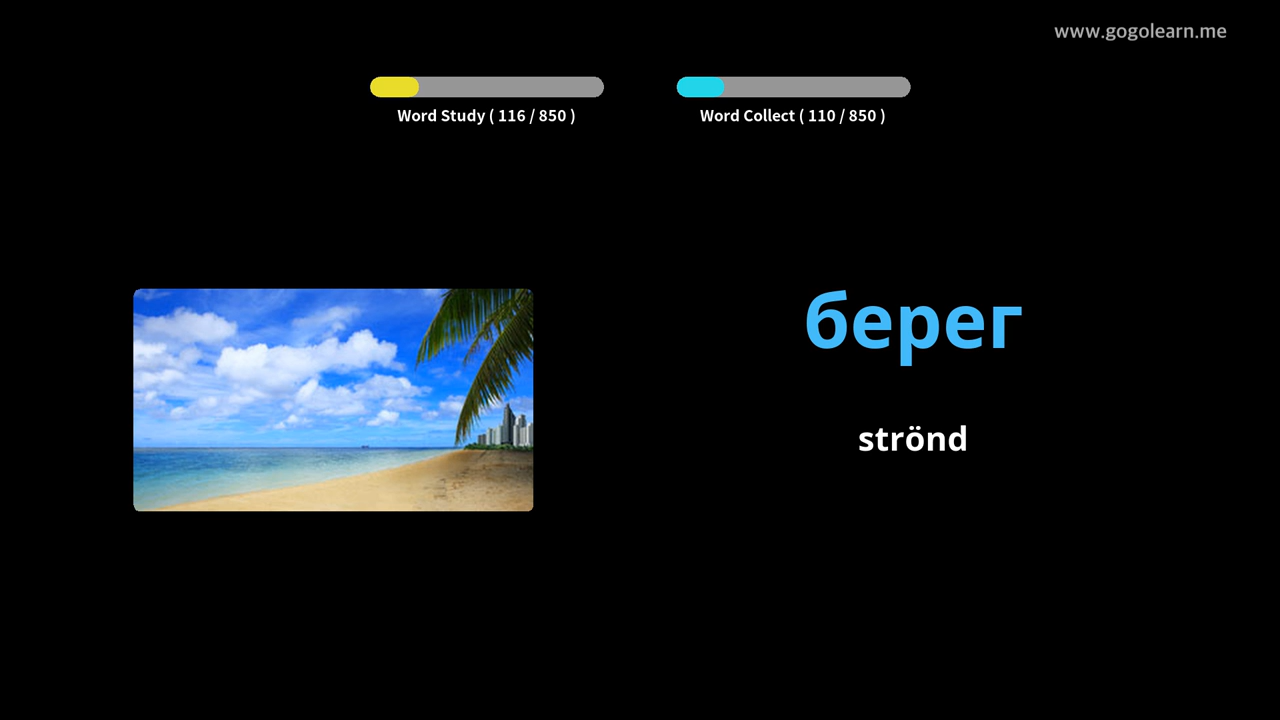 www.gogolearn.me
Word Study ( 116 / 850 )
Word Collect ( 110 / 850 )
берег
strönd